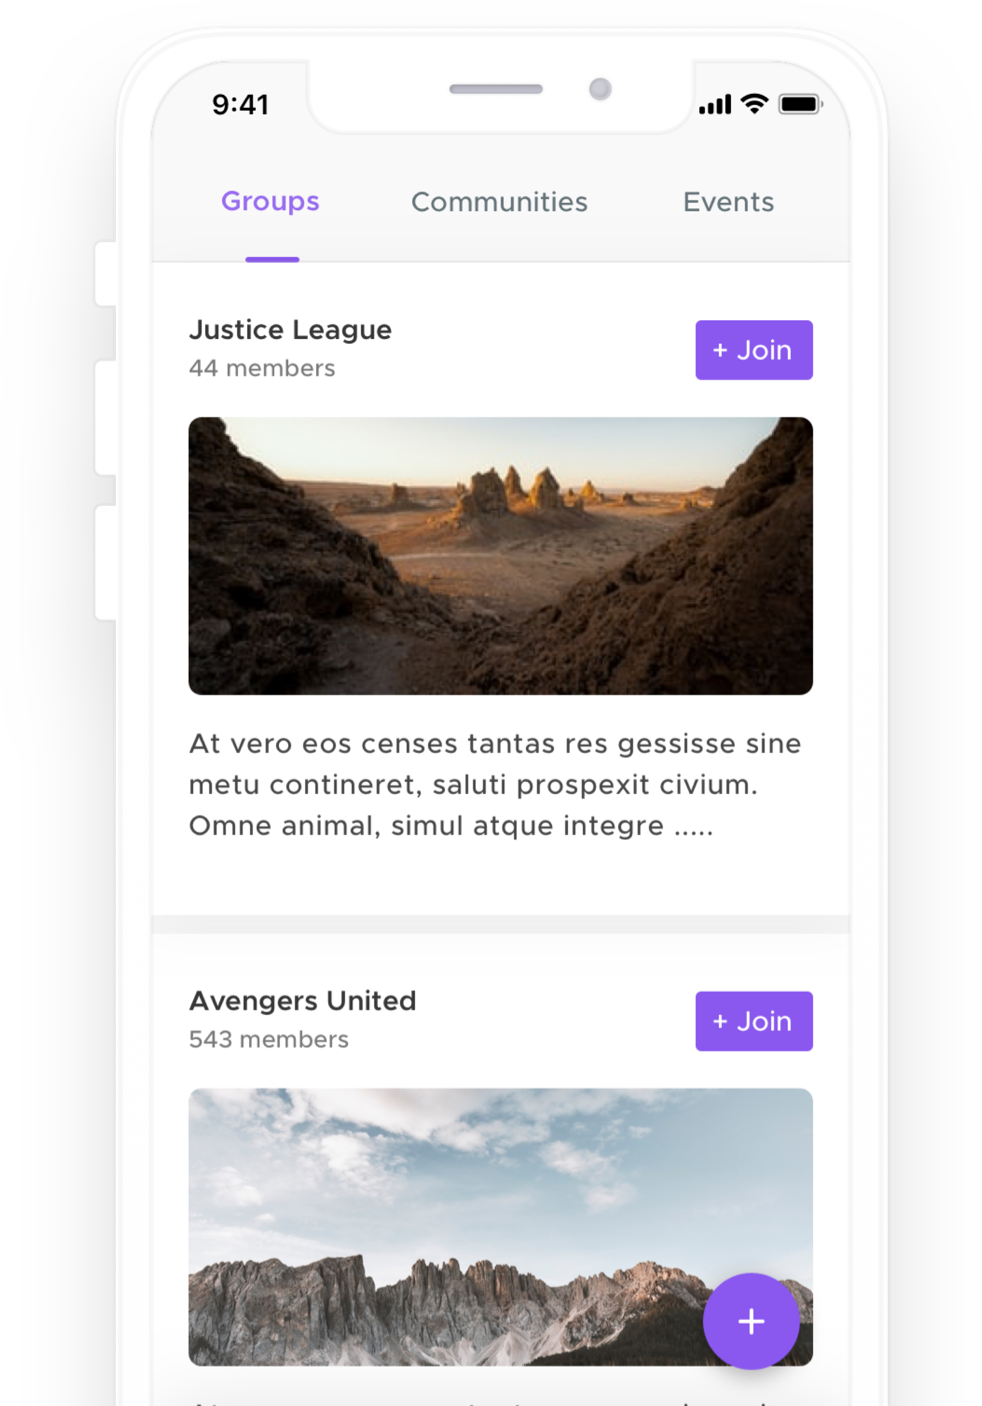 9:41
Groups Communities Events
Justice League
+ Join
44 members
At vero eos censes tantas res gessisse sine
metu contineret, saluti prospexit civium.
Omne animal, simul atque integre .....
Avengers United
+ Join
543 members
+